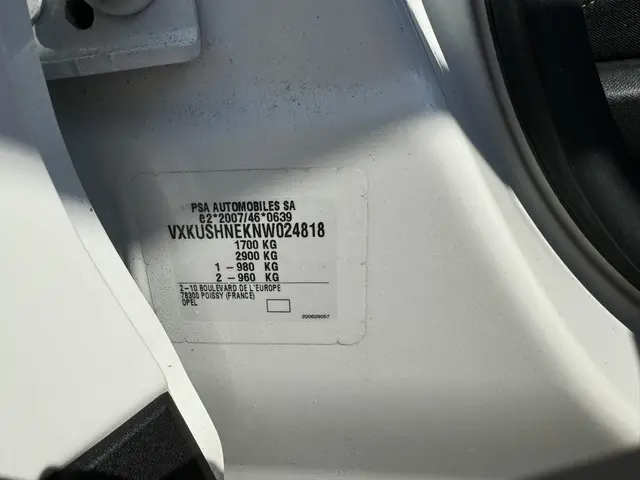 PSA AUTOMOBILES SA
e2*2007/46*0639
VXKUSHNEKNW024818
1700 KG
2900 KG
1 - 980 KG
2 - 960 KG
2-10 BOULEVARD DE L'EUROPE
78300 POISSY (FRANCE)
OPEL
200629057